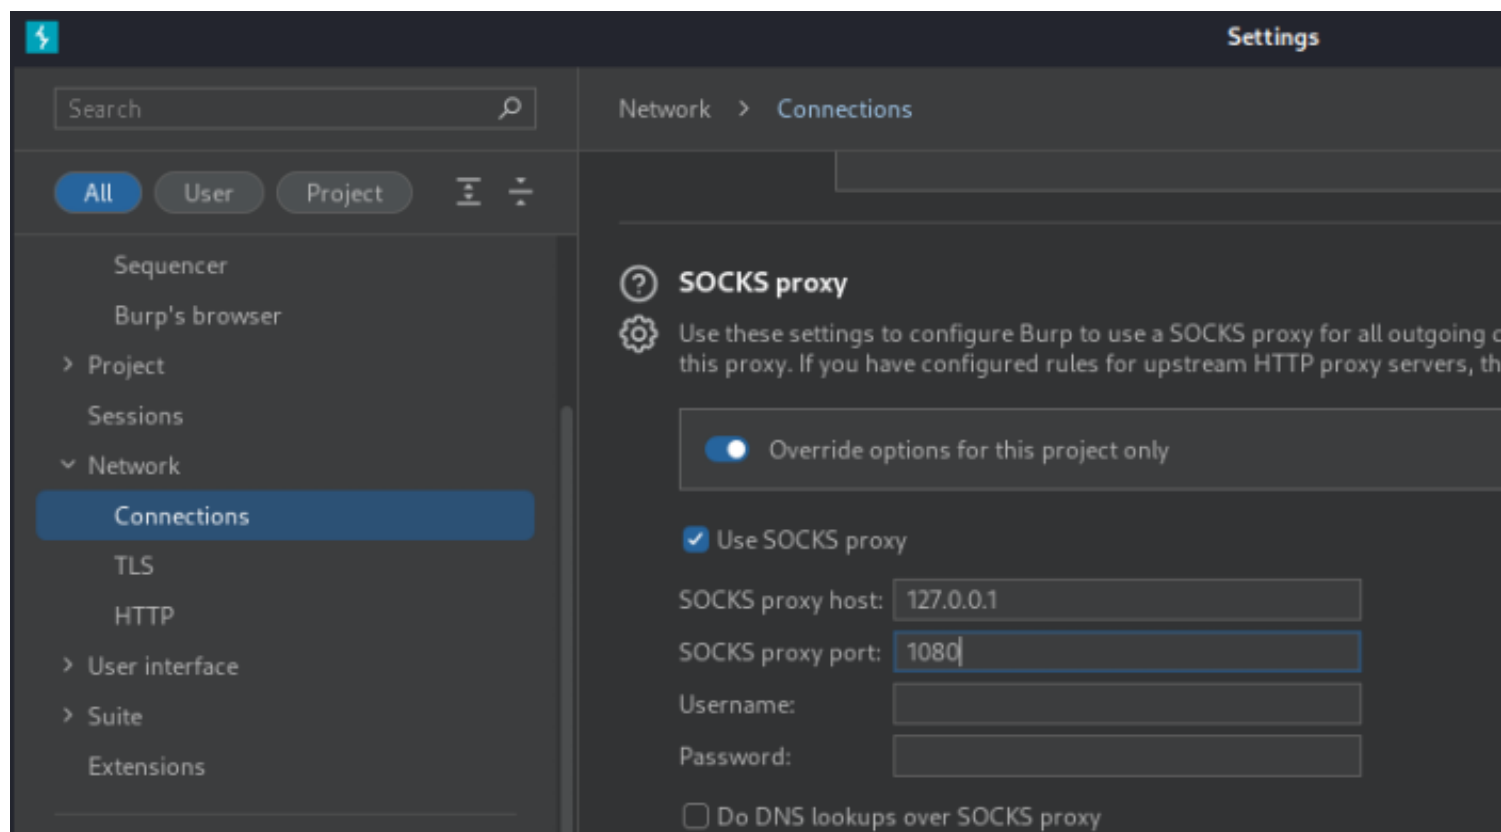 Settings
Search
Network > Connections
All User Project
Sequencer
Burp's browser
Project
Sessions
Network
Connections
TLS
HTTP
User interface
Suite
Extensions
SOCKS proxy
Use these settings to configure Burp to use a SOCKS proxy for all outgoing
this proxy. If you have configured rules for upstream HTTP proxy servers,
Override options for this project only
Use SOCKS proxy
SOCKS proxy host: 127.0.0.1
SOCKS proxy port: 1080
Username:
Password:
Do DNS lookups over SOCKS proxy